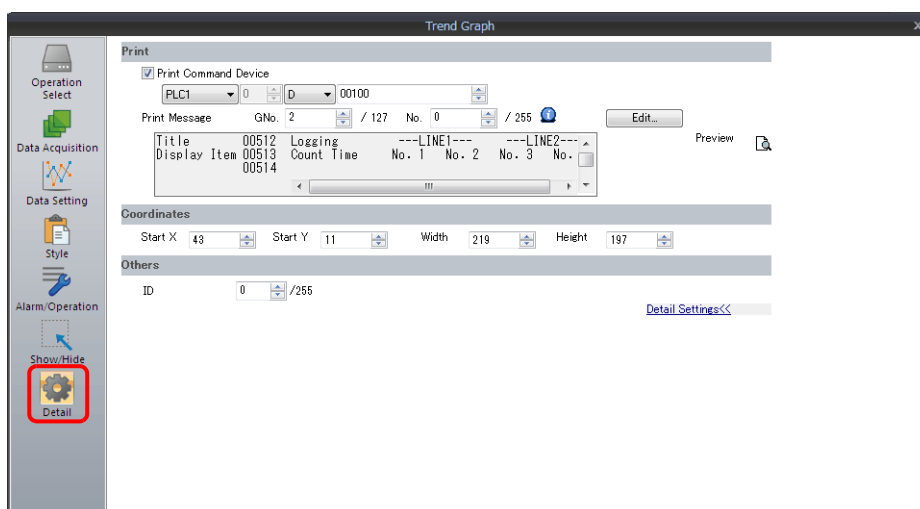 Trend Graph
x
Operation
Select
Data Acquisition
Data Setting
Style
Alarm/Operation
Show/Hide
Detail
Print
Print Command Device
PLC1 0 D 00100
Print Message GNo. 2 / 127 No. 0 / 255 Edit...
Title 00512 Logging ---LINE1--- ---LINE2---
Display Item 00513 Count Time No. 1 No. 2 No. 3 No.
00514
Preview
Coordinates
Start X 43 Start Y 11 Width 219 Height 197
Others
ID 0 /255
Detail Settings<<